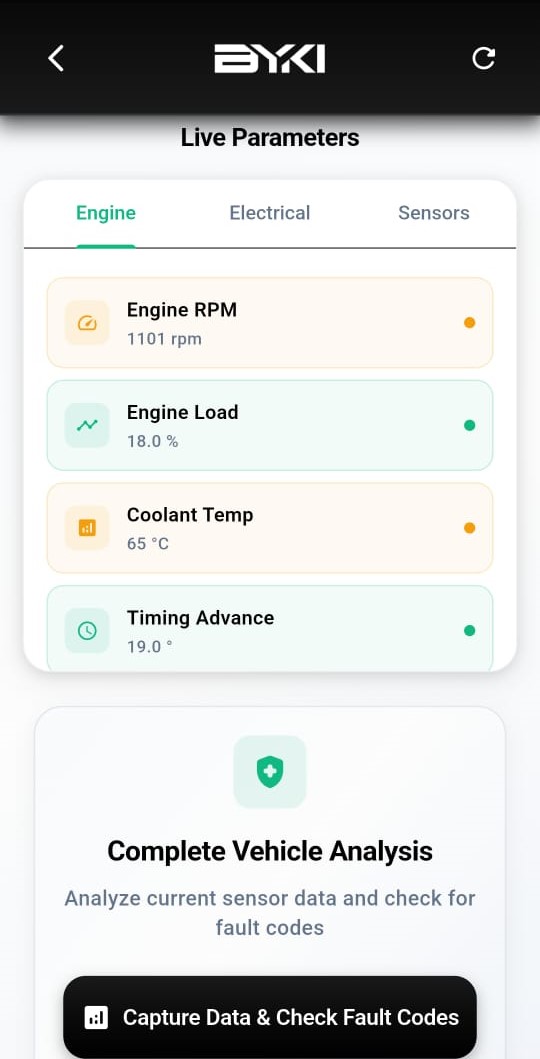 BYKI
Live Parameters
Engine
Electrical
Sensors
Engine RPM
1101 rpm
Engine Load
18.0 %
Coolant Temp
65 °C
Timing Advance
19.0 °
Complete Vehicle Analysis
Analyze current sensor data and check for
fault codes
Capture Data & Check Fault Codes